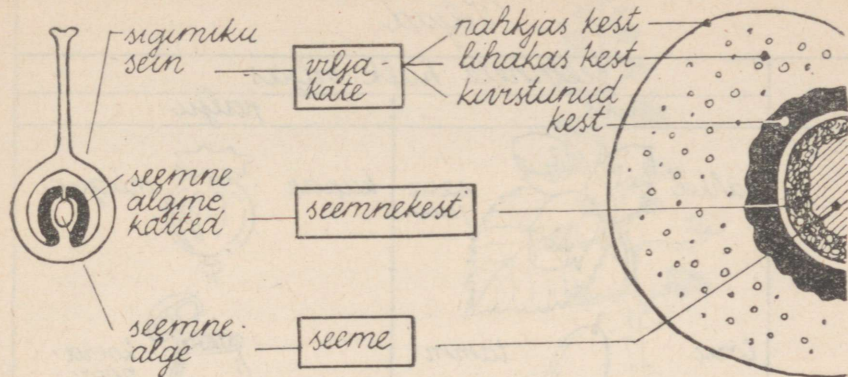 sigimiku
sein
vilja-
kate
nahkjas kest
lihakas kest
kivistunud
kest
seemne
algme
katted
seemnekest
seemne-
alge
seeme